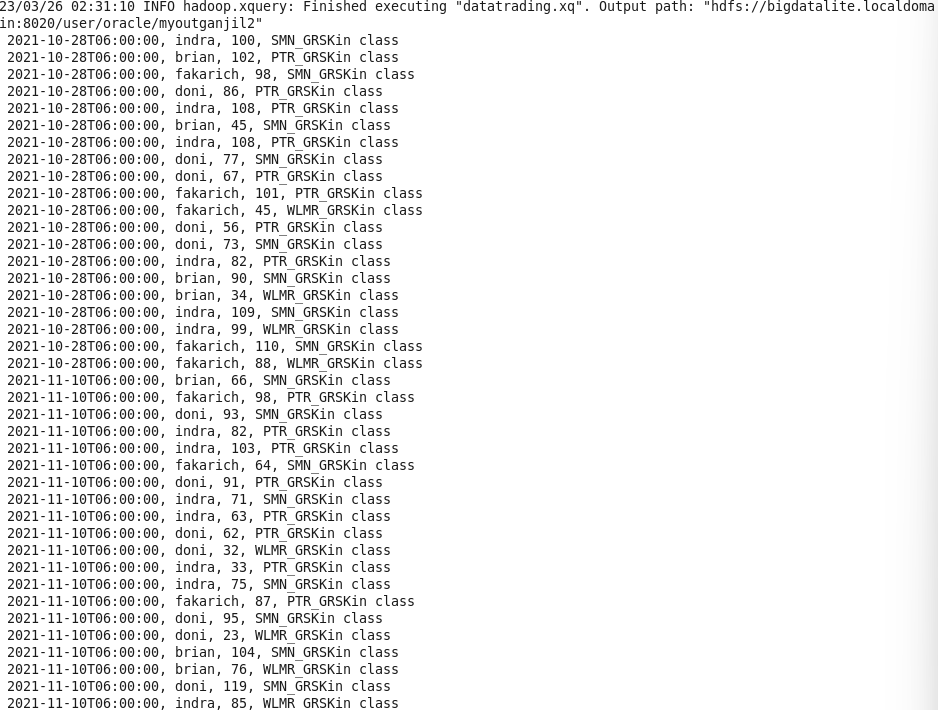 23/03/26 02:31:10 INFO hadoop.xquery: Finished executing "datatrading.xq". Output path: "hdfs://bigdatalite.localdoma
in:8020/user/oracle/myoutganjil2"
2021-10-28T06:00:00, indra, 100, SMN_GRSKin class
2021-10-28T06:00:00, brian, 102, PTR_GRSKin class
2021-10-28T06:00:00, fakarich, 98, SMN_GRSKin class
2021-10-28T06:00:00, doni, 86, PTR_GRSKin class
2021-10-28T06:00:00, indra, 108, PTR_GRSKin class
2021-10-28T06:00:00, brian, 45, SMN_GRSKin class
2021-10-28T06:00:00, indra, 108, PTR_GRSKin class
2021-10-28T06:00:00, doni, 77, SMN_GRSKin class
2021-10-28T06:00:00, doni, 67, PTR_GRSKin class
2021-10-28T06:00:00, fakarich, 101, PTR_GRSKin class
2021-10-28T06:00:00, fakarich, 45, WLMR_GRSKin class
2021-10-28T06:00:00, doni, 56, PTR_GRSKin class
2021-10-28T06:00:00, doni, 73, SMN_GRSKin class
2021-10-28T06:00:00, indra, 82, PTR_GRSKin class
2021-10-28T06:00:00, brian, 90, SMN_GRSKin class
2021-10-28T06:00:00, brian, 34, WLMR_GRSKin class
2021-10-28T06:00:00, indra, 109, SMN_GRSKin class
2021-10-28T06:00:00, indra, 99, WLMR_GRSKin class
2021-10-28T06:00:00, fakarich, 110, SMN_GRSKin class
2021-10-28T06:00:00, fakarich, 88, WLMR_GRSKin class
2021-11-10T06:00:00, brian, 66, SMN_GRSKin class
2021-11-10T06:00:00, fakarich, 98, PTR_GRSKin class
2021-11-10T06:00:00, doni, 93, SMN_GRSKin class
2021-11-10T06:00:00, indra, 82, PTR_GRSKin class
2021-11-10T06:00:00, indra, 103, PTR_GRSKin class
2021-11-10T06:00:00, fakarich, 64, SMN_GRSKin class
2021-11-10T06:00:00, doni, 91, PTR_GRSKin class
2021-11-10T06:00:00, indra, 71, SMN_GRSKin class
2021-11-10T06:00:00, indra, 63, PTR_GRSKin class
2021-11-10T06:00:00, doni, 62, PTR_GRSKin class
2021-11-10T06:00:00, doni, 32, WLMR_GRSKin class
2021-11-10T06:00:00, indra, 33, PTR_GRSKin class
2021-11-10T06:00:00, indra, 75, SMN_GRSKin class
2021-11-10T06:00:00, fakarich, 87, PTR_GRSKin class
2021-11-10T06:00:00, doni, 95, SMN_GRSKin class
2021-11-10T06:00:00, doni, 23, WLMR_GRSKin class
2021-11-10T06:00:00, brian, 104, SMN_GRSKin class
2021-11-10T06:00:00, brian, 76, WLMR_GRSKin class
2021-11-10T06:00:00, doni, 119, SMN_GRSKin class
2021-11-10T06:00:00, indra, 85, WLMR_GRSKin class